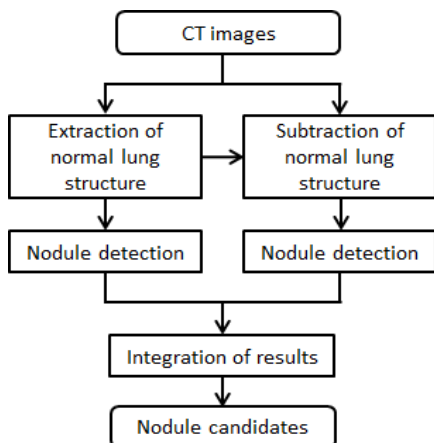 CT images
Extraction of
normal lung
structure
Subtraction of
normal lung
structure
Nodule detection
Nodule detection
Integration of results
Nodule candidates